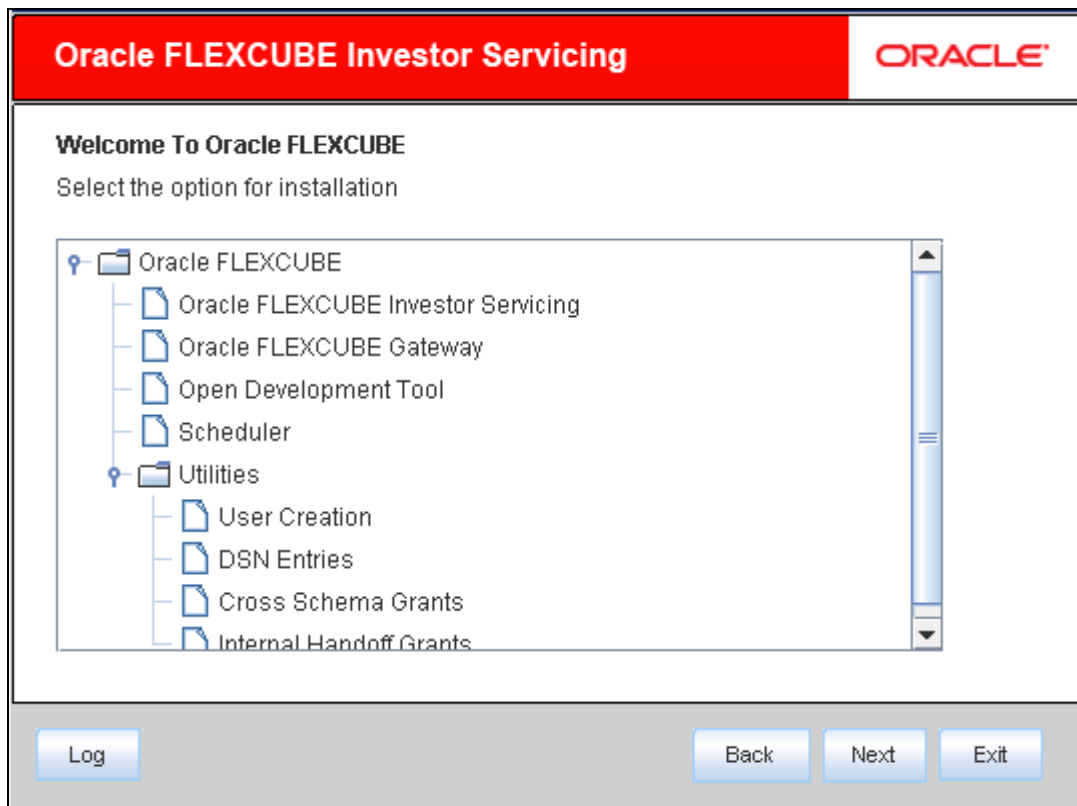 Oracle FLEXCUBE Investor Servicing
ORACLE
Welcome To Oracle FLEXCUBE
Select the option for installation
Oracle FLEXCUBE
Oracle FLEXCUBE Investor Servicing
Oracle FLEXCUBE Gateway
Open Development Tool
Scheduler
Utilities
User Creation
DSN Entries
Cross Schema Grants
Internal Handoff Grants
Log
Back
Next
Exit